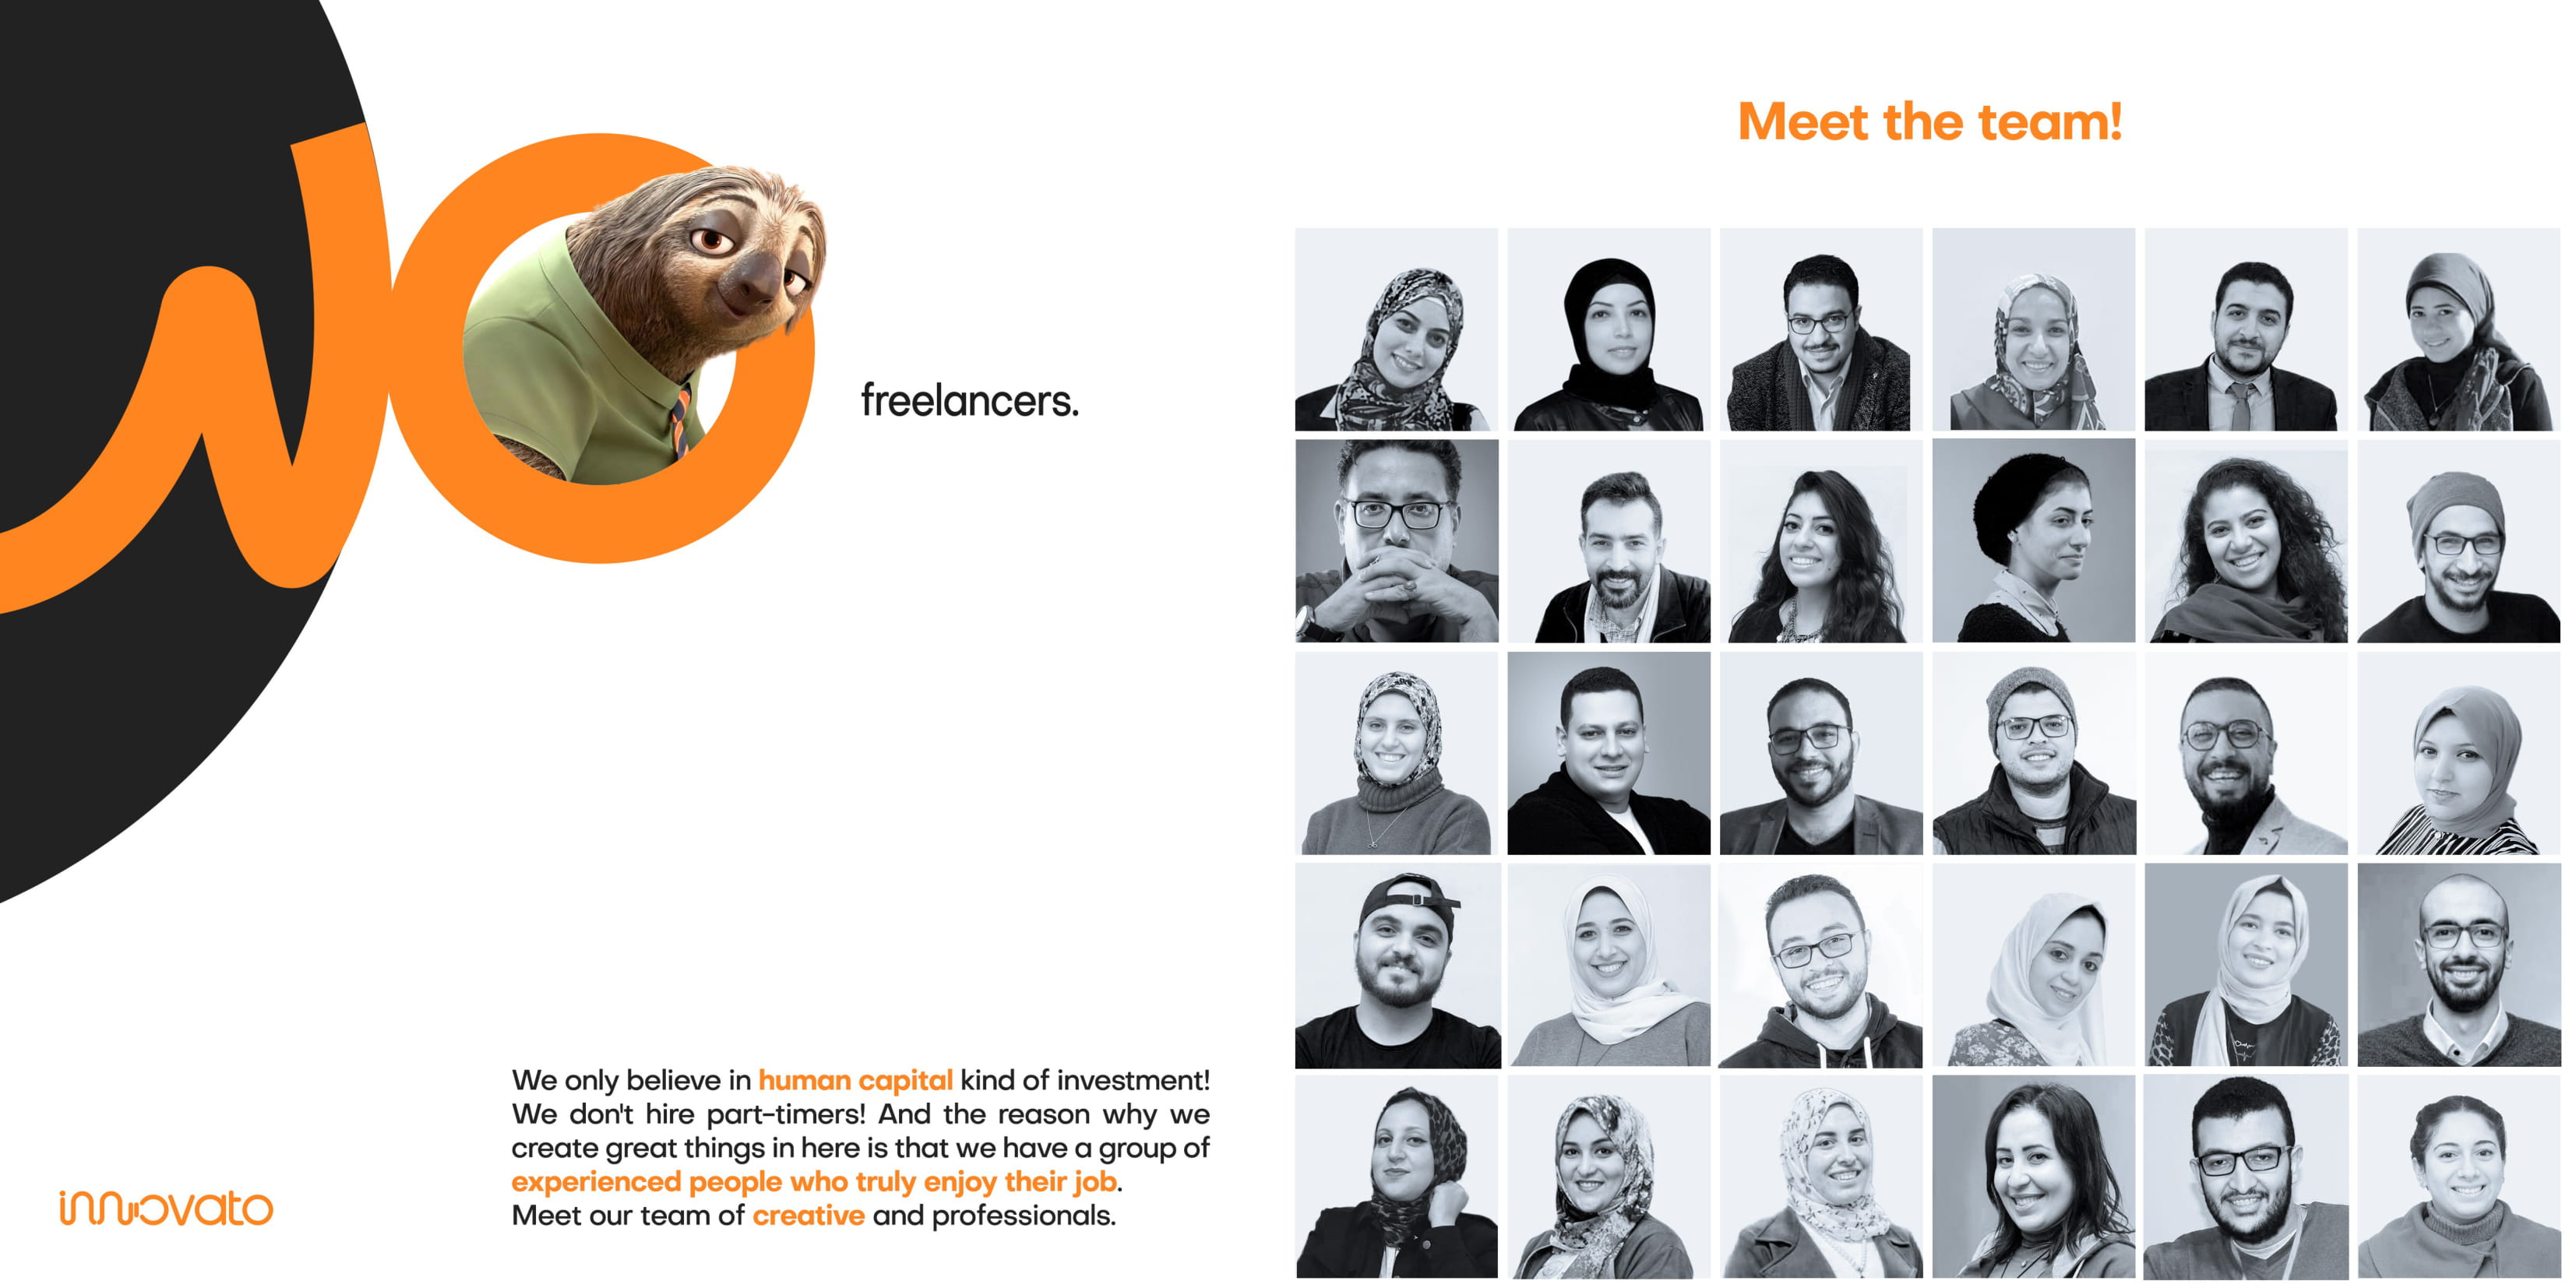 NO
freelancers.
We only believe in human capital kind of investment!
We don't hire part-timers! And the reason why we
create great things in here is that we have a group of
experienced people who truly enjoy their job.
Meet our team of creative and professionals.
innovato
Meet the team!